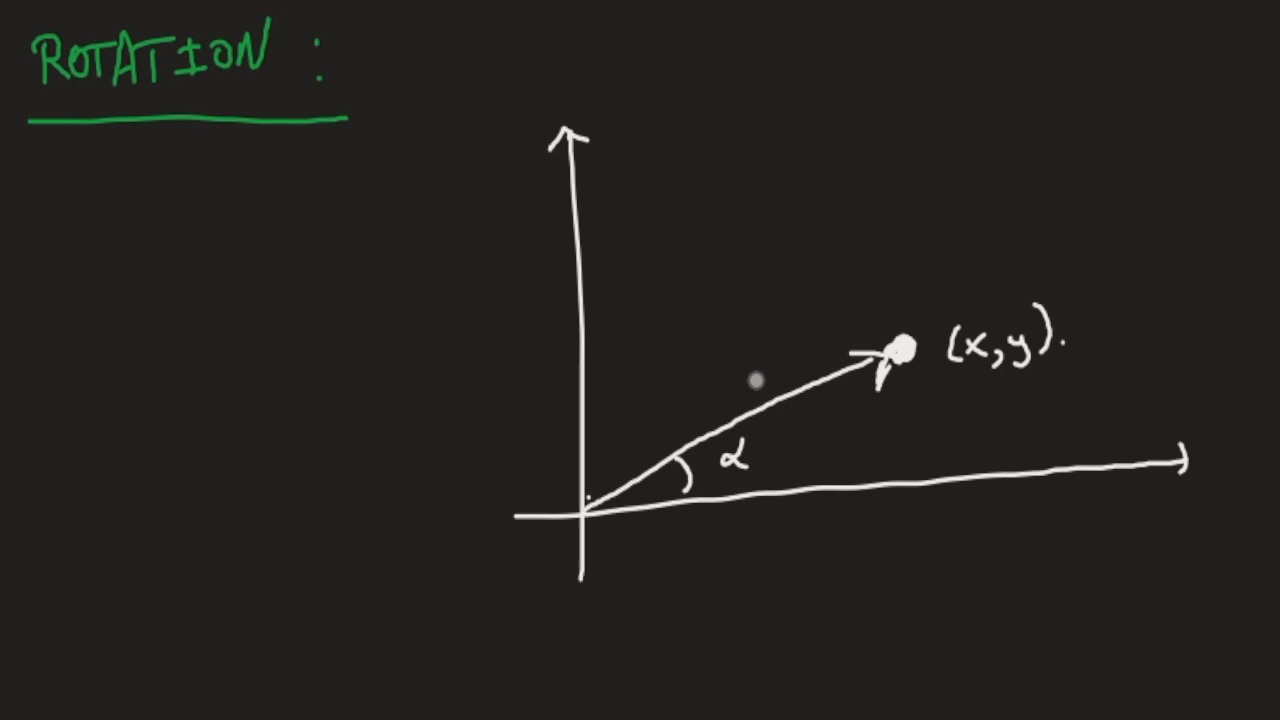 ROTATION :
(x,y).
α